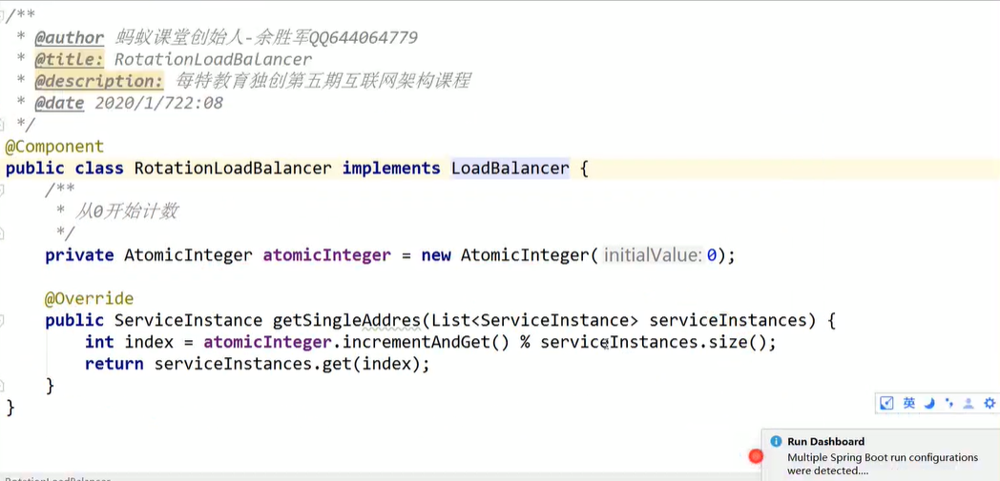 /**
* @author 蚂蚁课堂创始人-余胜军QQ644064779
* @title: RotationLoadBalancer
* @description: 每特教育独创第五期互联网架构课程
* @date 2020/1/722:08
*/
@Component
public class RotationLoadBalancer implements LoadBalancer {
/**
* 从0开始计数
*/
private AtomicInteger atomicInteger = new AtomicInteger( initialValue: 0);
@Override
public ServiceInstance getSingleAddres(List<ServiceInstance> serviceInstances) {
int index = atomicInteger.incrementAndGet() % serviceInstances.size();
return serviceInstances.get(index);
}
}
英
Run Dashboard
Multiple Spring Boot run configurations
were detected....